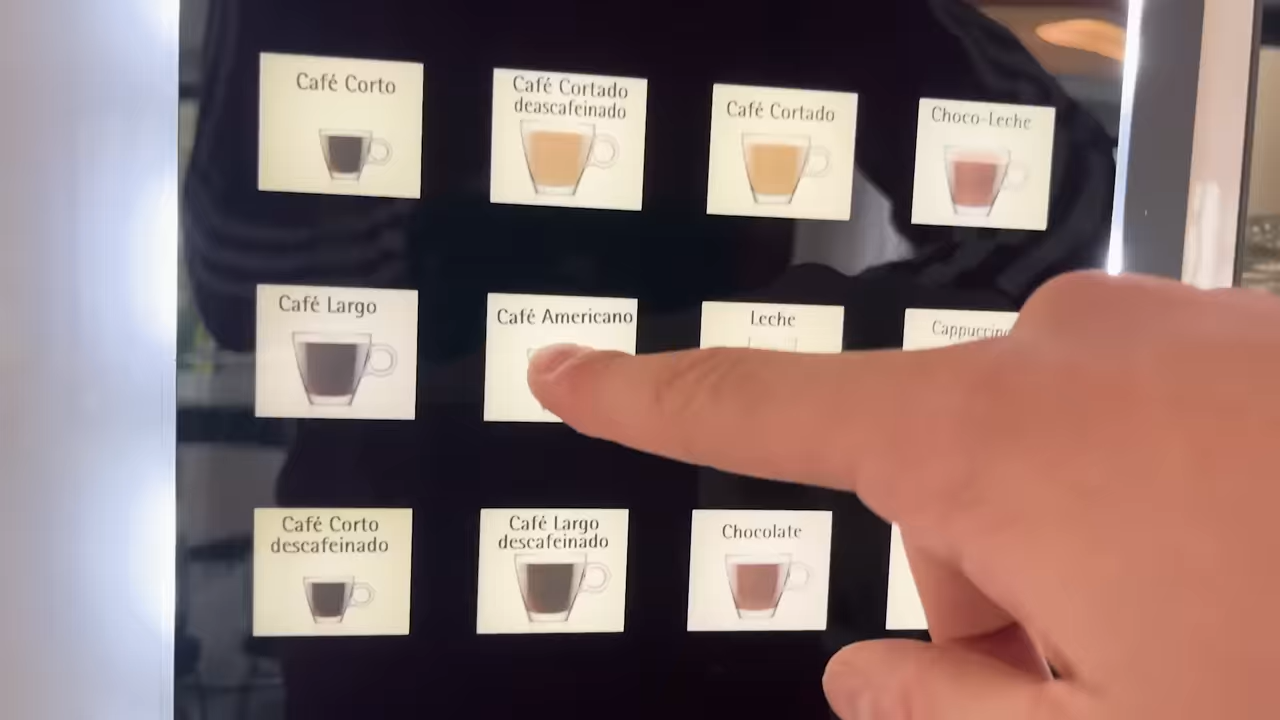 Café Corto
Café Cortado
deascafeinado
Café Cortado
Choco-Leche
Café Largo
Café Americano
Leche
Café Corto
descafeinado
Café Largo
descafeinado
Chocolate